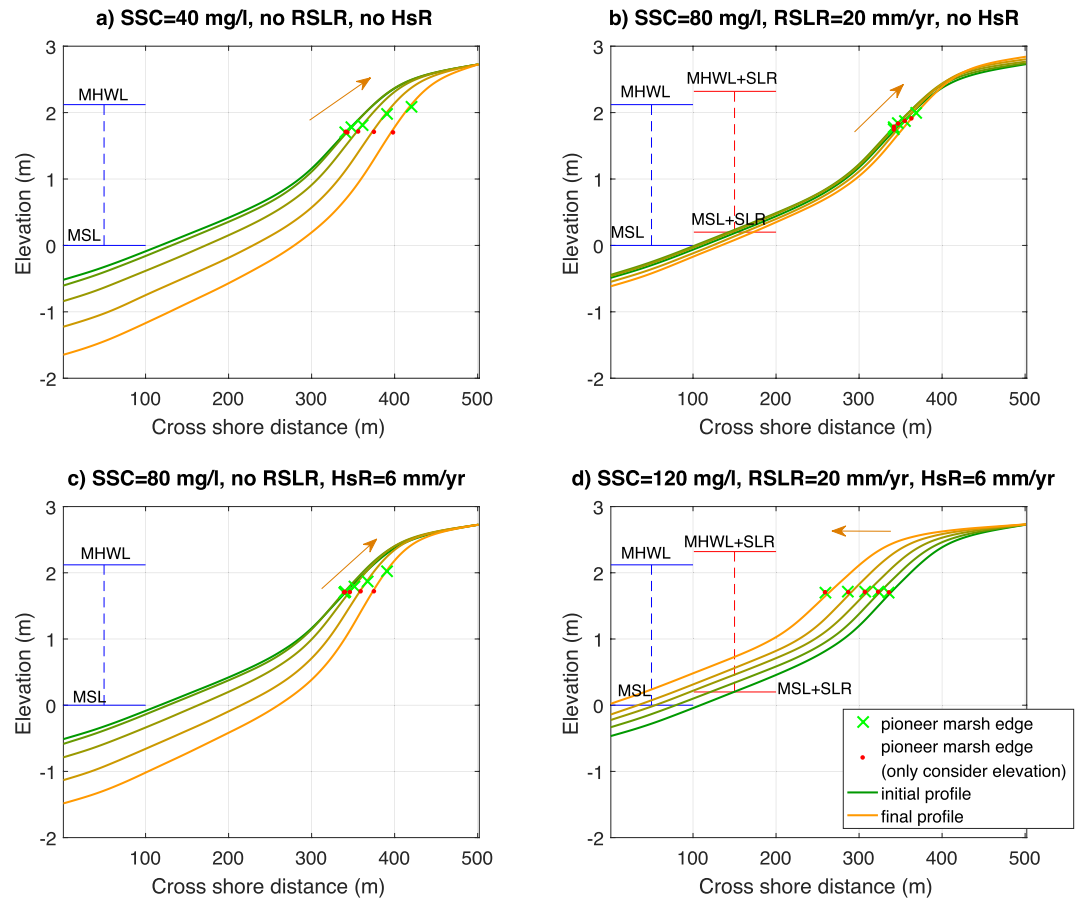 a) SSC=40 mg/l, no RSLR, no HsR
3
2
1
0
-1
-2
Elevation (m)
MHWL
MSL
100
200
300
400
500
Cross shore distance (m)
b) SSC=80 mg/l, RSLR=20 mm/yr, no HsR
3
2
1
0
-1
-2
Elevation (m)
MHWL+SLR
MHWL
MSL+SLR
MSL
100
200
300
400
500
Cross shore distance (m)
c) SSC=80 mg/l, no RSLR, HsR=6 mm/yr
3
2
1
0
-1
-2
Elevation (m)
MHWL
MSL
100
200
300
400
500
Cross shore distance (m)
d) SSC=120 mg/l, RSLR=20 mm/yr, HsR=6 mm/yr
3
2
1
0
-1
-2
Elevation (m)
MHWL+SLR
MHWL
MSL
MSL+SLR
pioneer marsh edge
pioneer marsh edge
(only consider elevation)
initial profile
final profile
100
200
300
400
500
Cross shore distance (m)